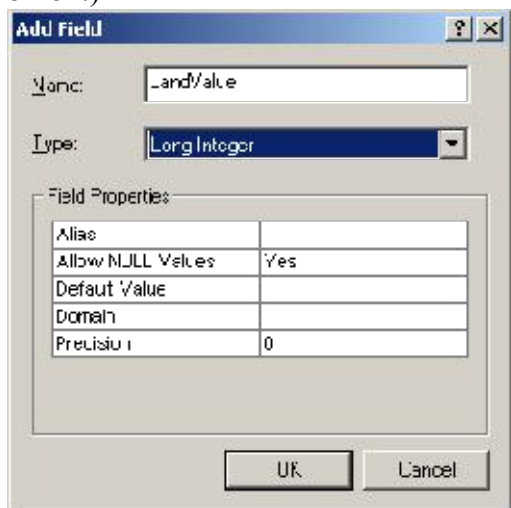 Add Field
Name: LandValue
Type: Long Integer
Field Properties
Alias
Allow NULL Values Yes
Default Value
Domain
Precision 0
OK Cancel